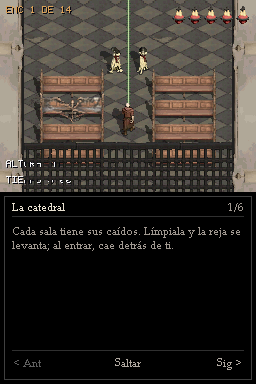 ENC 1 DE 14
La catedral 1/6
Cada sala tiene sus caídos. Límpiala y la reja se
levanta; al entrar, cae detrás de ti.
< Ant Saltar Sig >